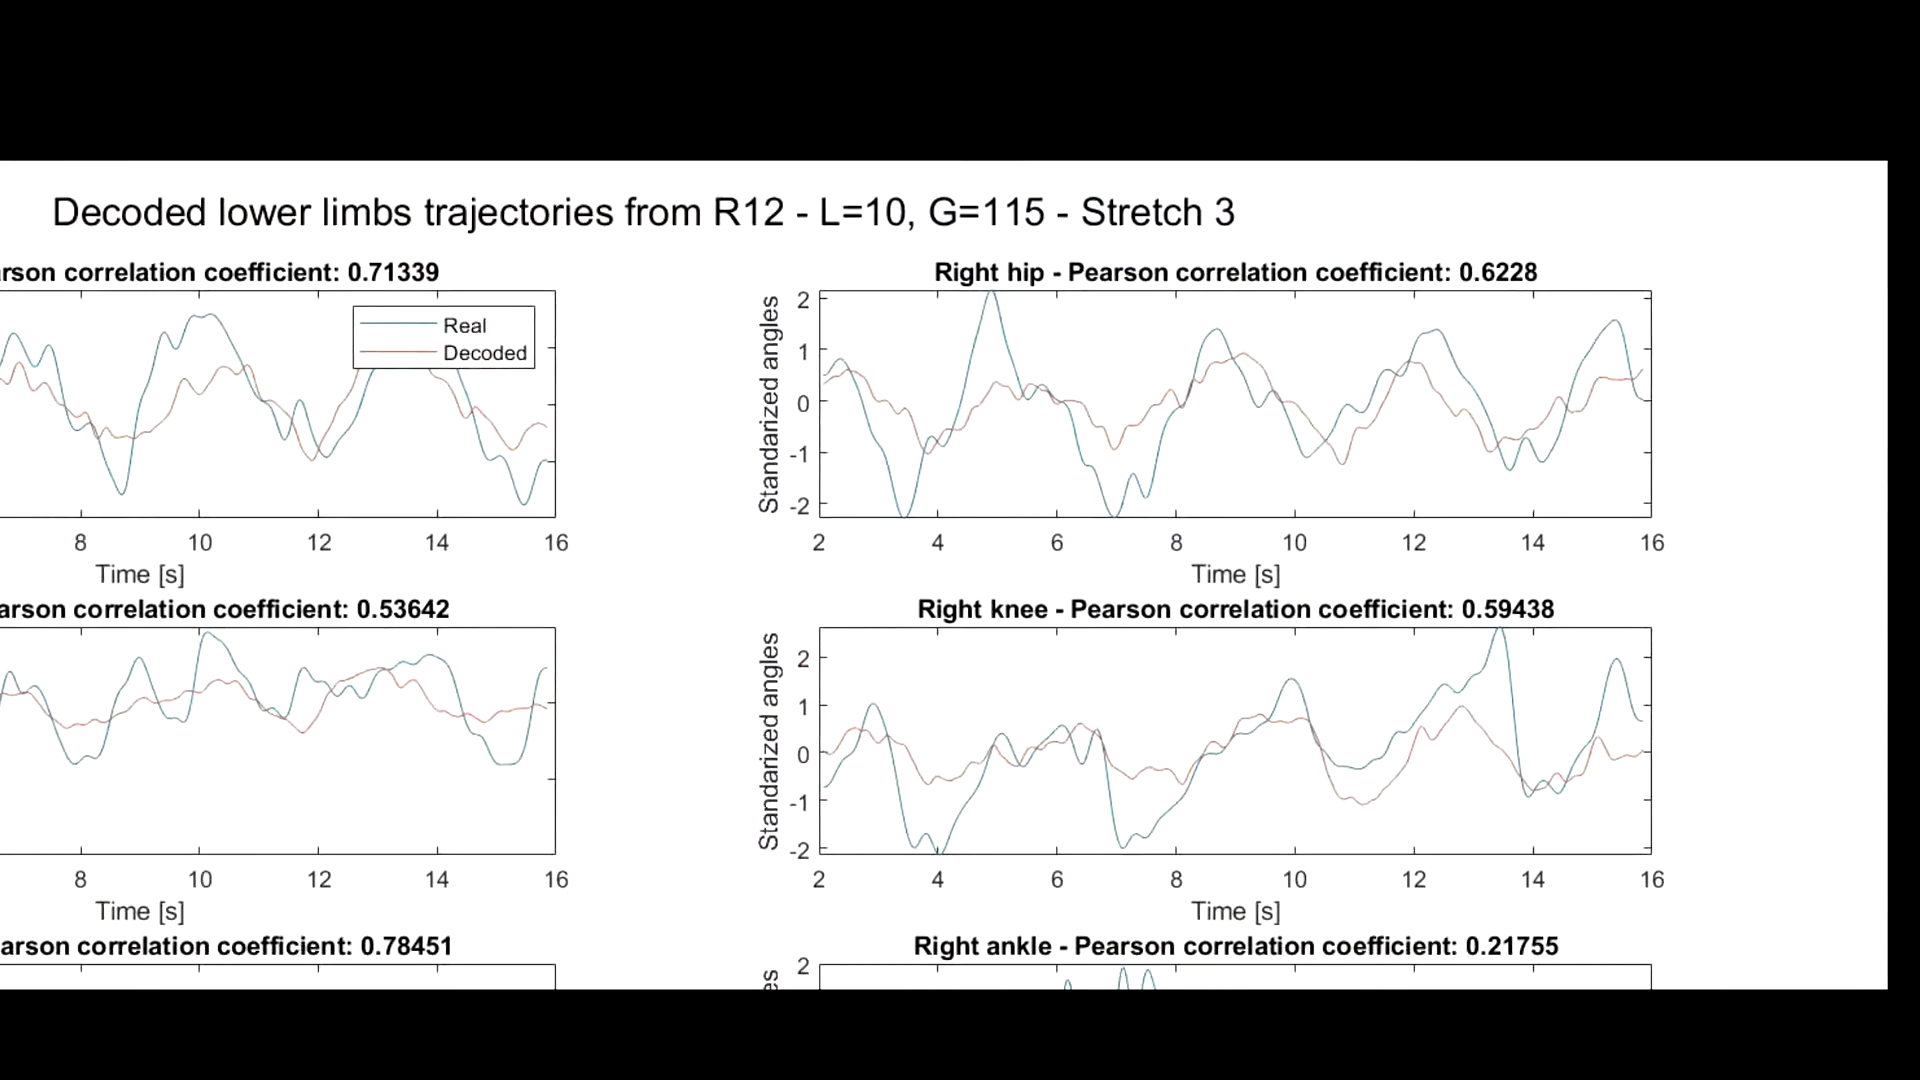 Decoded lower limbs trajectories from R12 - L=10, G=115 - Stretch 3
rson correlation coefficient: 0.71339
Real
Decoded
8 10 12 14 16
Time [s]
Right hip - Pearson correlation coefficient: 0.6228
Standarized angles
2
1
0
-1
-2
2 4 6 8 10 12 14 16
Time [s]
arson correlation coefficient: 0.53642
8 10 12 14 16
Time [s]
Right knee - Pearson correlation coefficient: 0.59438
Standarized angles
2
1
0
-1
-2
2 4 6 8 10 12 14 16
Time [s]
arson correlation coefficient: 0.78451
Right ankle - Pearson correlation coefficient: 0.21755
es
2